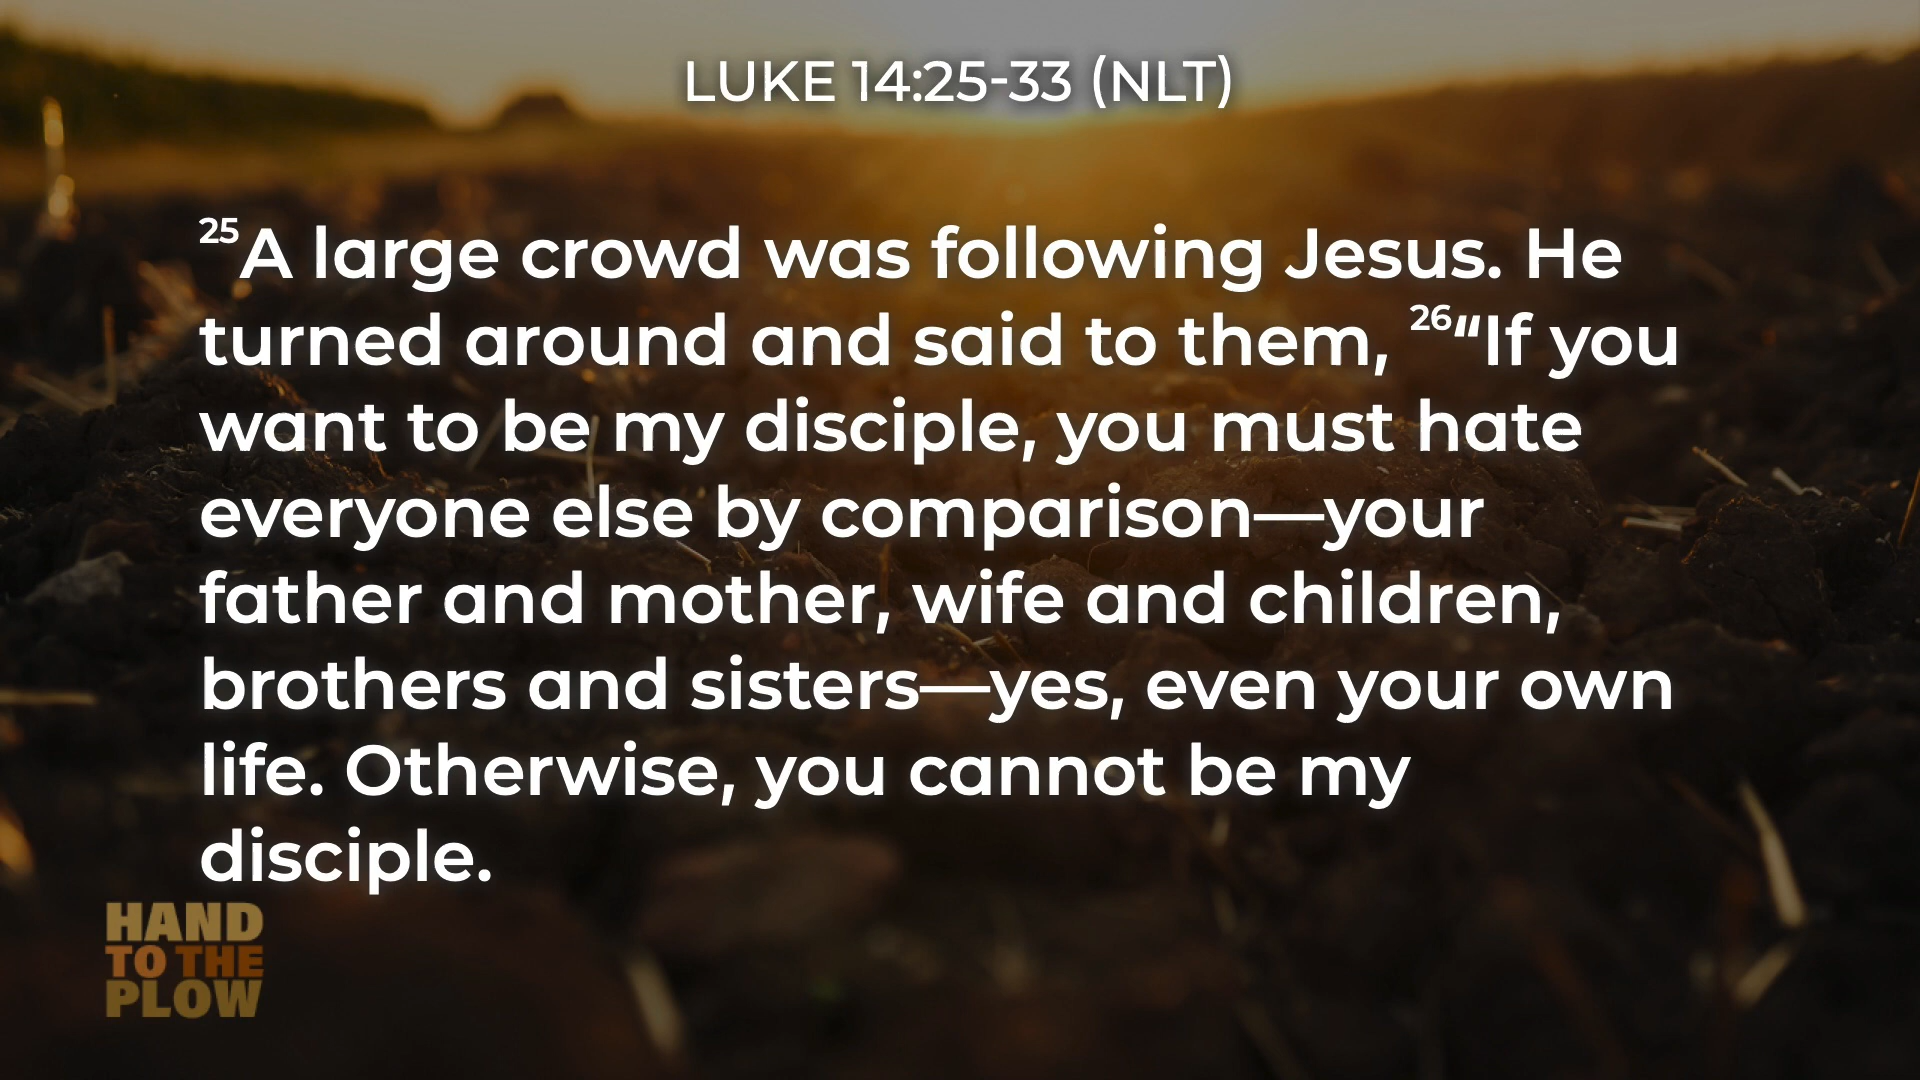 LUKE 14:25-33 (NLT)
25A large crowd was following Jesus. He
turned around and said to them, 26“If you
want to be my disciple, you must hate
everyone else by comparison—your
father and mother, wife and children,
brothers and sisters—yes, even your own
life. Otherwise, you cannot be my
disciple.
HAND
TO THE
PLOW